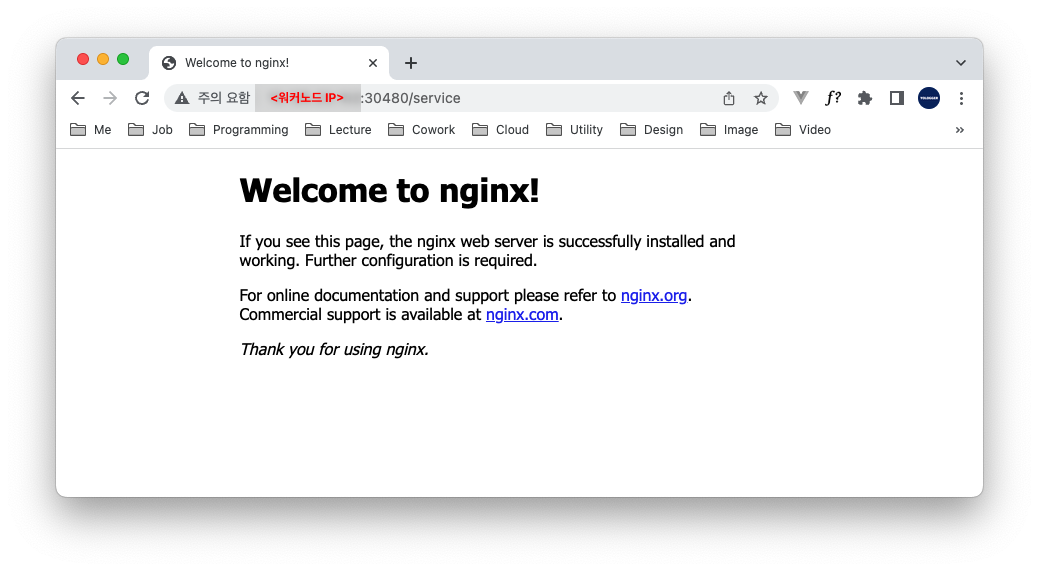 Welcome to nginx!
주의 요함 <워커노드 IP> :30480/service
f?
Me Job Programming Lecture Cowork Cloud Utility Design Image Video »
Welcome to nginx!
If you see this page, the nginx web server is successfully installed and
working. Further configuration is required.
For online documentation and support please refer to nginx.org.
Commercial support is available at nginx.com.
Thank you for using nginx.